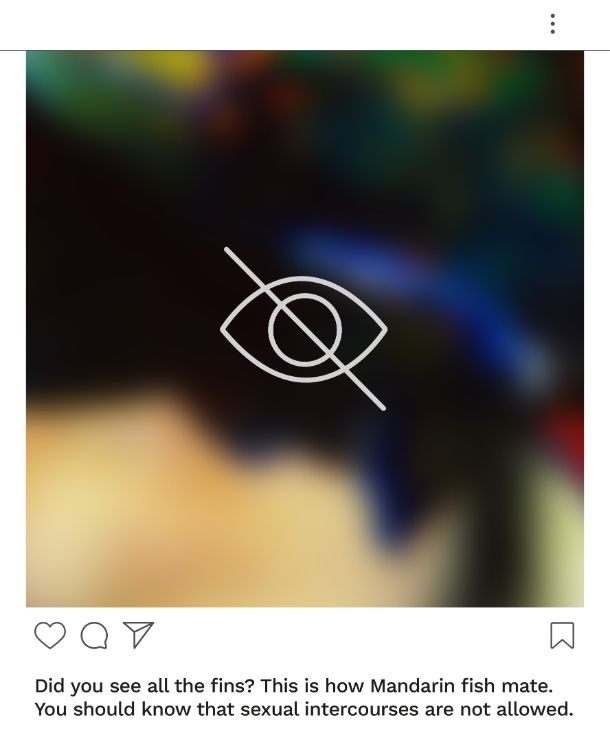 Did you see all the fins? This is how Mandarin fish mate.
You should know that sexual intercourses are not allowed.